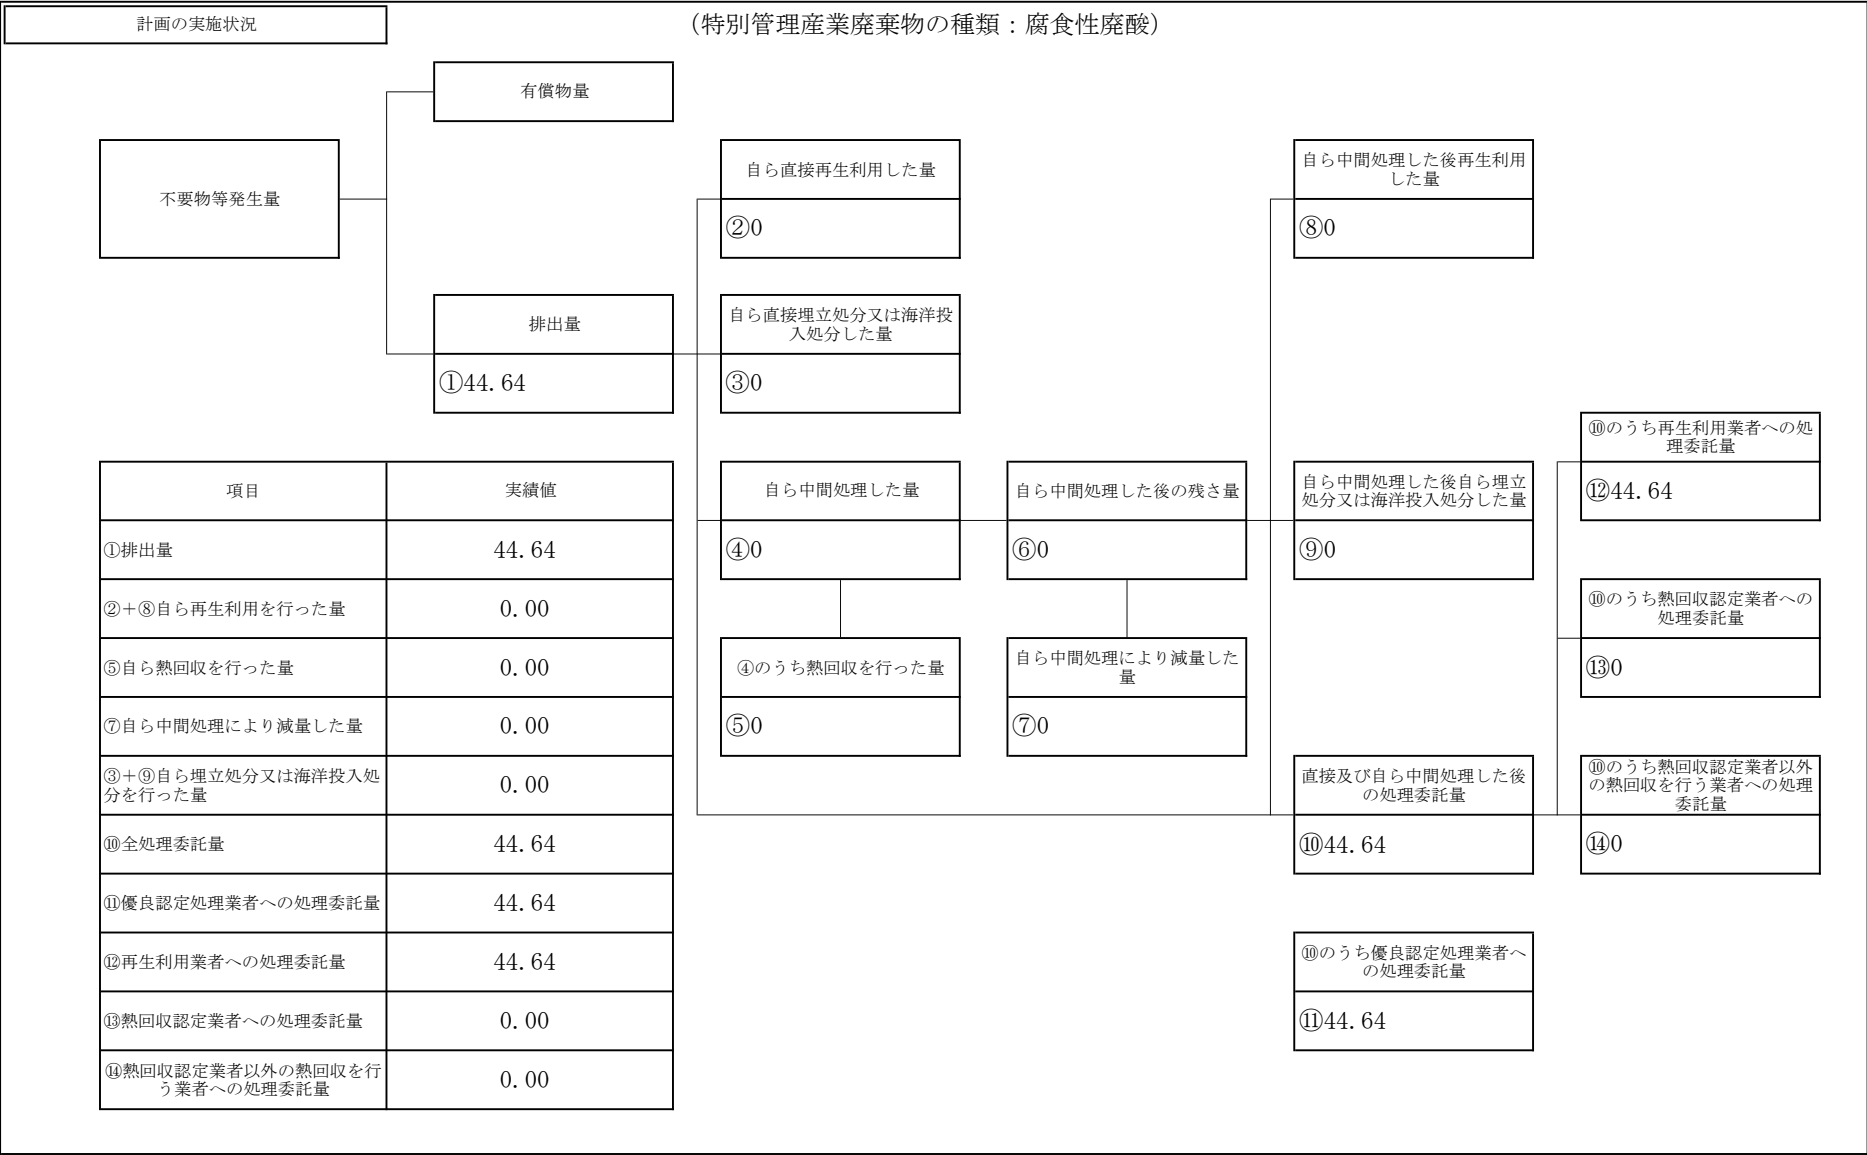 計画の実施状況
（特別管理産業廃棄物の種類：腐食性廃酸）
有償物量
不要物等発生量
排出量
①44.64
自ら直接再生利用した量
②0
自ら直接埋立処分又は海洋投
入処分した量
③0
自ら中間処理した量
④0
④のうち熱回収を行った量
⑤0
自ら中間処理した後の残さ量
⑥0
自ら中間処理により減量した
量
⑦0
自ら中間処理した後再生利用
した量
⑧0
自ら中間処理した後自ら埋立
処分又は海洋投入処分した量
⑨0
直接及び自ら中間処理した後
の処理委託量
⑩44.64
⑩のうち優良認定処理業者へ
の処理委託量
⑪44.64
⑩のうち再生利用業者への処
理委託量
⑫44.64
⑩のうち熱回収認定業者への
処理委託量
⑬0
⑩のうち熱回収認定業者以外
の熱回収を行う業者への処理
委託量
⑭0
項目 実績値
①排出量 44.64
②＋⑧自ら再生利用を行った量 0.00
⑤自ら熱回収を行った量 0.00
⑦自ら中間処理により減量した量 0.00
③＋⑨自ら埋立処分又は海洋投入処
分を行った量 0.00
⑩全処理委託量 44.64
⑪優良認定処理業者への処理委託量 44.64
⑫再生利用業者への処理委託量 44.64
⑬熱回収認定業者への処理委託量 0.00
⑭熱回収認定業者以外の熱回収を行
う業者への処理委託量 0.00